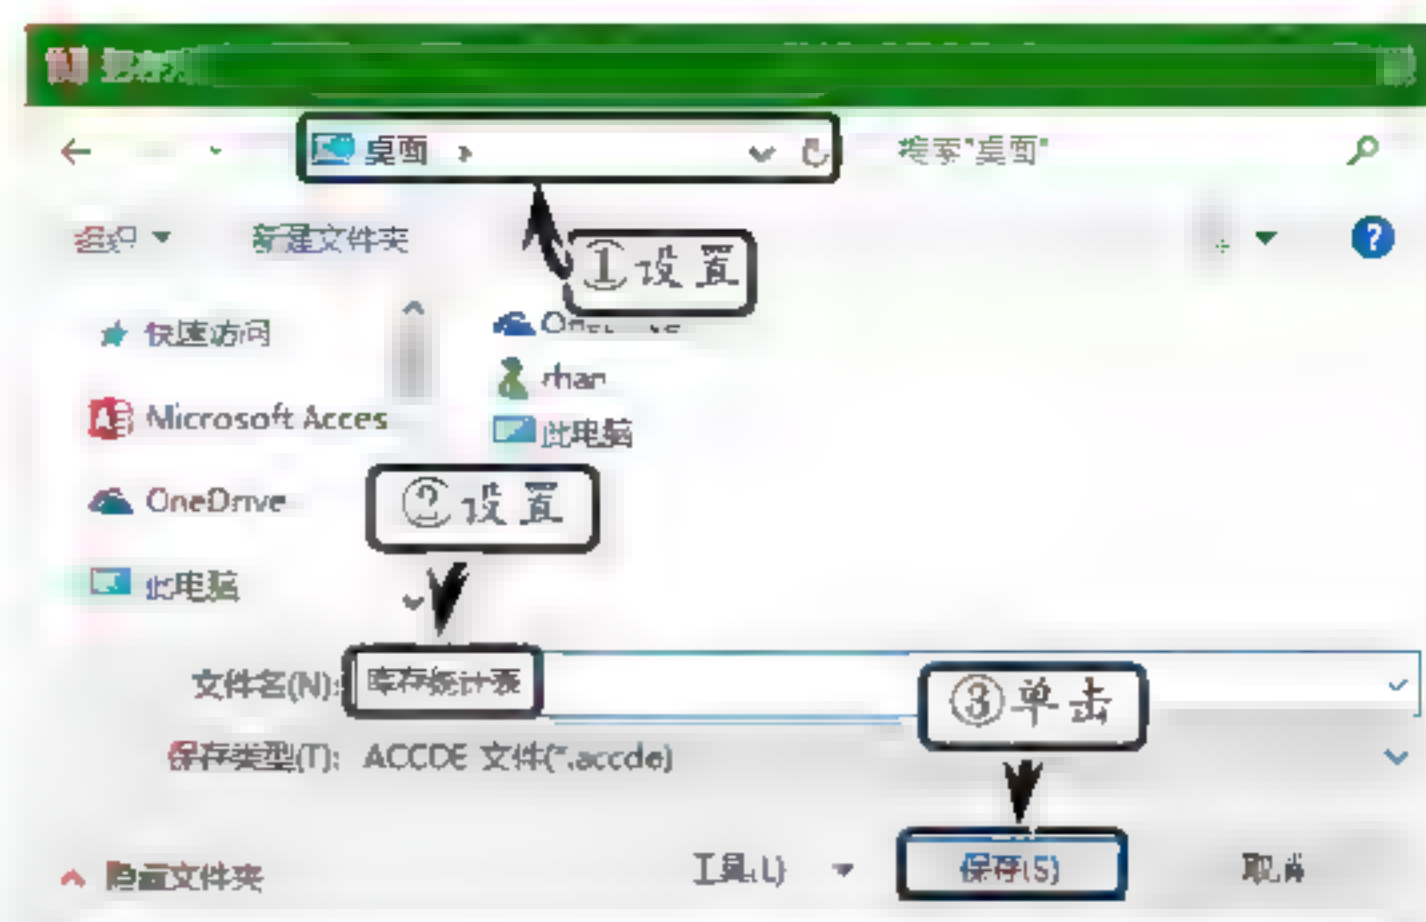 桌面
搜索"桌面"
组织 新建文件夹
①设置
快速访问
Microsoft Acces
OneDrive
此电脑
此电脑
②设置
文件名(N): 库存统计表
③单击
保存类型(T): ACCDE 文件(*.accde)
隐藏文件夹
工具(L) 保存(S) 取消